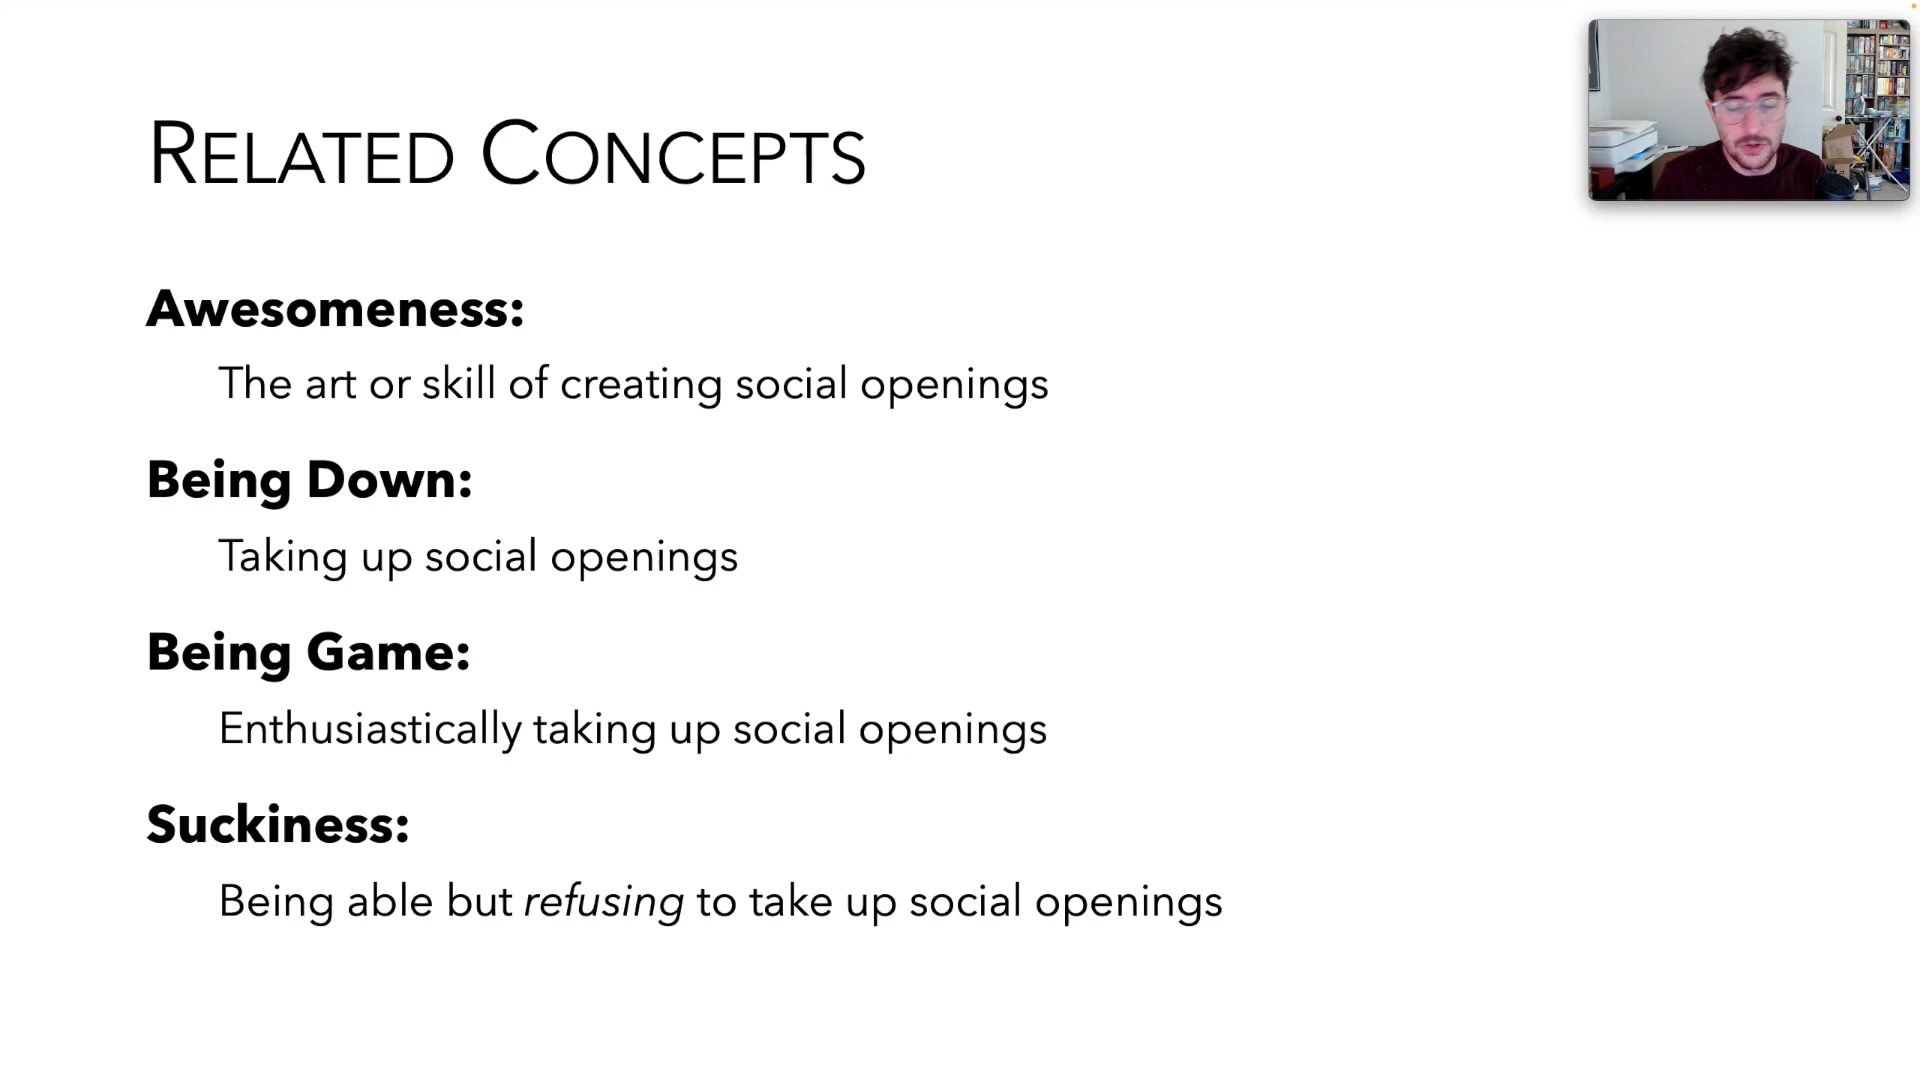 RELATED CONCEPTS
Awesomeness:
The art or skill of creating social openings
Being Down:
Taking up social openings
Being Game:
Enthusiastically taking up social openings
Suckiness:
Being able but refusing to take up social openings